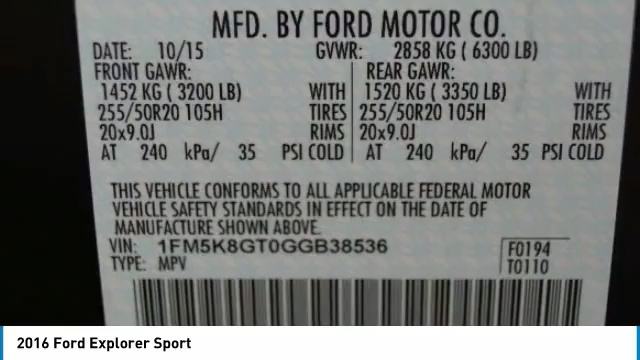 MFD. BY FORD MOTOR CO.
DATE: 10/15 GVWR: 2858 KG ( 6300 LB)
FRONT GAWR: REAR GAWR:
1452 KG ( 3200 LB) WITH 1520 KG ( 3350 LB) WITH
255/50R20 105H TIRES 255/50R20 105H TIRES
20x9.0J RIMS 20x9.0J RIMS
AT 240 kPa/ 35 PSI COLD AT 240 kPa/ 35 PSI COLD
THIS VEHICLE CONFORMS TO ALL APPLICABLE FEDERAL MOTOR
VEHICLE SAFETY STANDARDS IN EFFECT ON THE DATE OF
MANUFACTURE SHOWN ABOVE.
VIN: 1FM5K8GT0GGB38536 F0194
TYPE: MPV T0110
2016 Ford Explorer Sport